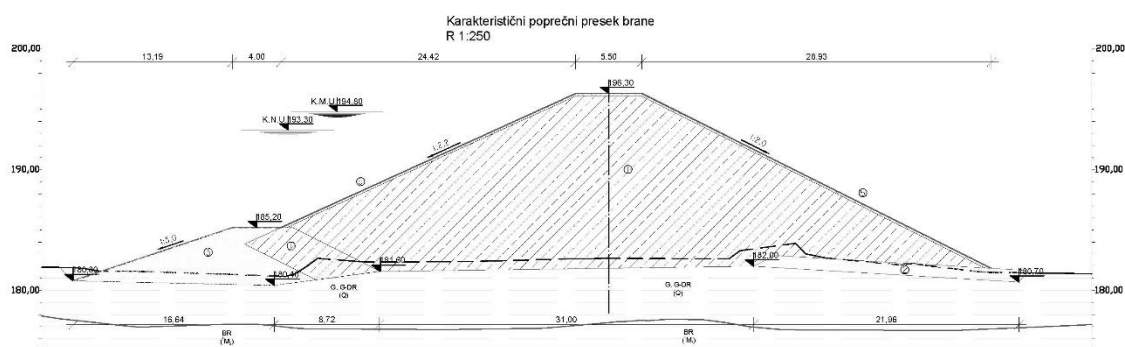 Karakteristični poprečni presek brane
R 1:250
200,00
200,00
13.19
4.00
24.42
5.50
28.93
196,30
K.M.U.
194.80
K.N.U.
193.30
1:2,2
1:2,0
190,00
190,00
1
185,20
1:3,0
181,60
182,00
180,40
180,70
180,00
180,00
G, G-DR
(Q)
G, G-DR
(Q)
16.64
8.72
31,00
21,96
BR
BR